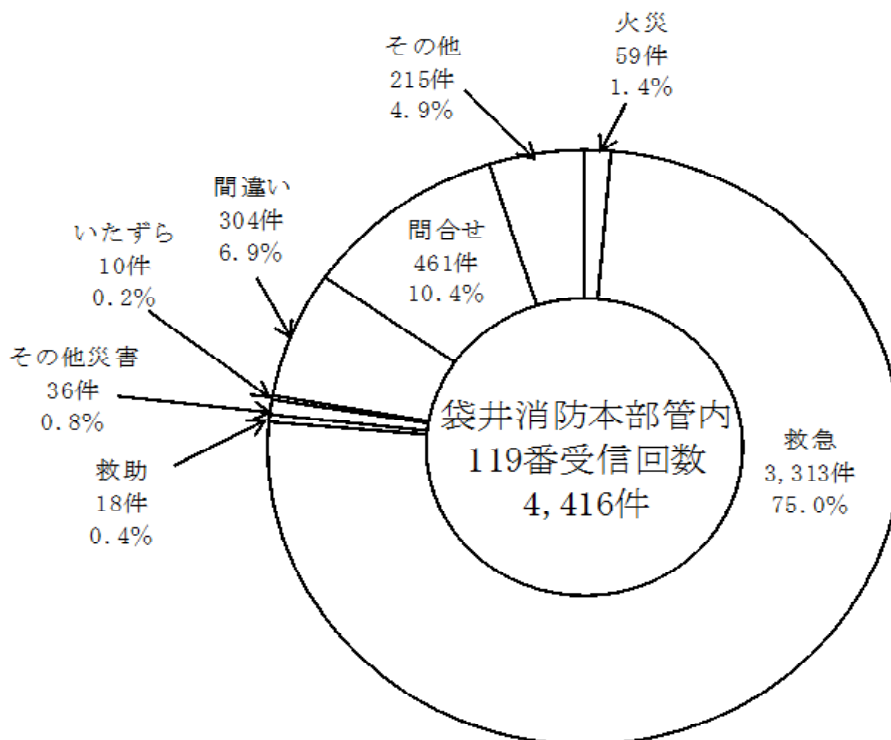 火災
59件
1.4%
その他
215件
4.9%
間違い
304件
6.9%
問合せ
461件
10.4%
いたずら
10件
0.2%
その他災害
36件
0.8%
救助
18件
0.4%
袋井消防本部管内
119番受信回数
4,416件
救急
3,313件
75.0%